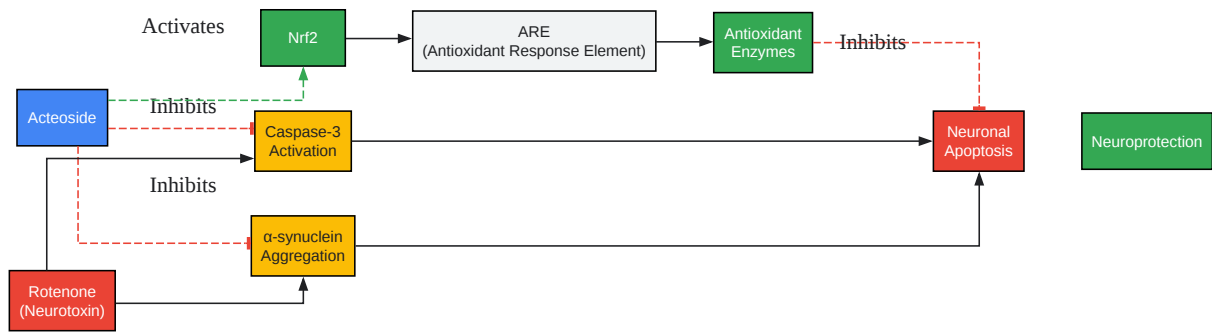 Activates
Nrf2
ARE
(Antioxidant Response Element)
Antioxidant
Enzymes
Inhibits
Acteoside
Inhibits
Caspase-3
Activation
Neuronal
Apoptosis
Neuroprotection
Inhibits
α-synuclein
Aggregation
Rotenone
(Neurotoxin)